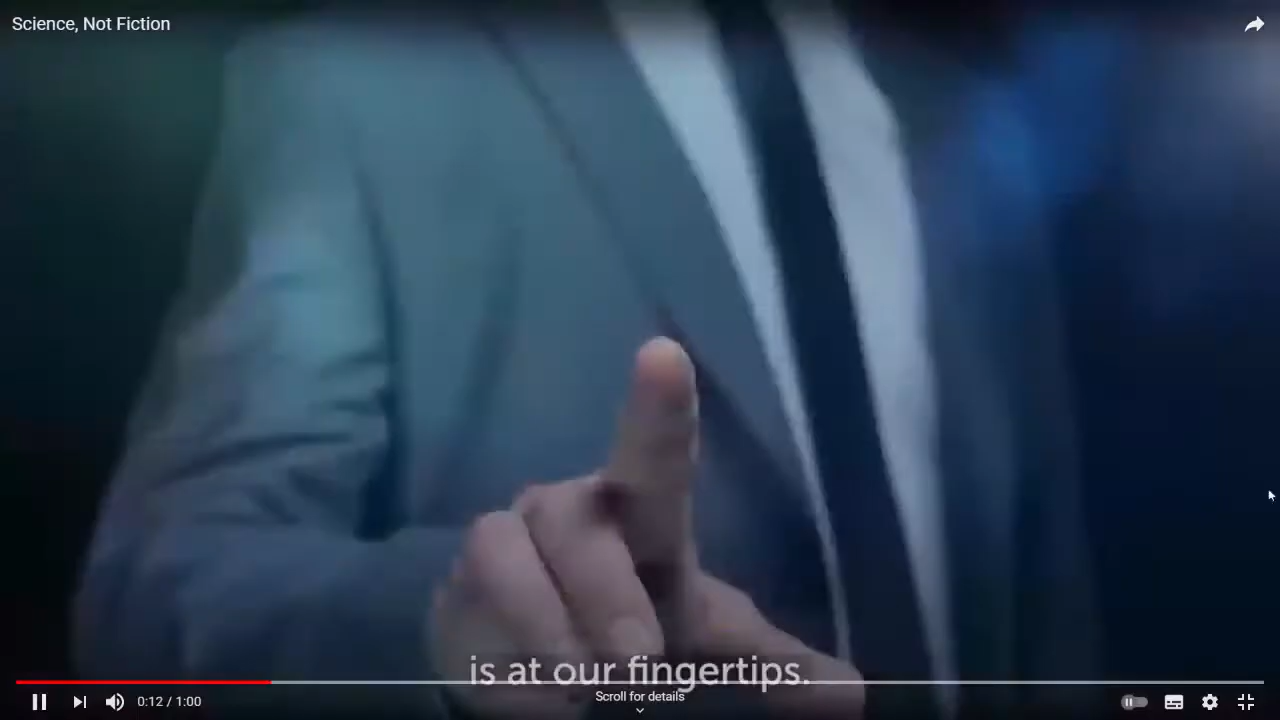 Science, Not Fiction
is at our fingertips.
Scroll for details
0:12 / 1:00